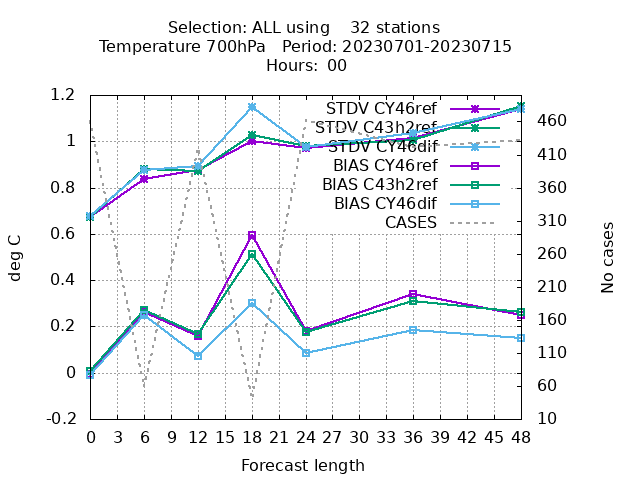 Selection: ALL using    32 stations
Temperature 700hPa   Period: 20230701-20230715
Hours:  00
1.2
1
0.8
0.6
0.4
0.2
0
-0.2
deg C
STDV CY46ref
STDV C43h2ref
STDV CY46dif
BIAS CY46ref
BIAS C43h2ref
BIAS CY46dif
CASES
460
410
360
310
260
210
160
110
60
10
No cases
0 3 6 9 12 15 18 21 24 27 30 33 36 39 42 45 48
Forecast length